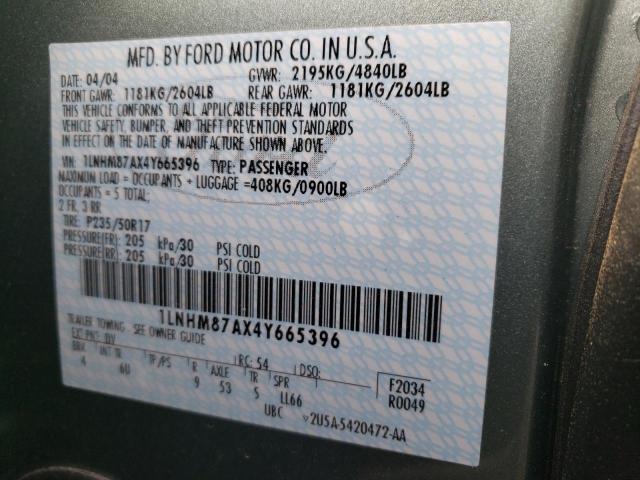 MFD. BY FORD MOTOR CO. IN U.S.A.
DATE: 04/04 GVWR: 2195KG/4840LB
FRONT GAWR: 1181KG/2604LB REAR GAWR: 1181KG/2604LB
THIS VEHICLE CONFORMS TO ALL APPLICABLE FEDERAL MOTOR
VEHICLE SAFETY, BUMPER, AND THEFT PREVENTION STANDARDS
IN EFFECT ON THE DATE OF MANUFACTURE SHOWN ABOVE.
VIN: 1LNHM87AX4Y665396 TYPE: PASSENGER
MAXIMUM LOAD = OCCUPANTS + LUGGAGE =408KG/0900LB
OCCUPANTS = 5 TOTAL;
2 FR, 3 RR
TIRE: P235/50R17
PRESSURE(FR): 205 kPa/30 PSI COLD
PRESSURE(RR): 205 kPa/30 PSI COLD
1LNHM87AX4Y665396
TRAILER TOWING - SEE OWNER GUIDE
EXT PNT: DV RC: 54 DSO:
BRK INT TR TP/PS R AXLE TR SPR
4 6U 9 53 5 LL66
UBC
F2034
R0049
2U5A-5420472-AA